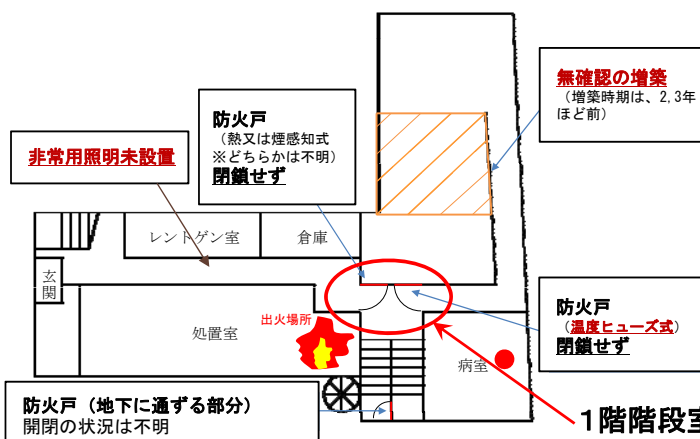 無確認の増築
（増築時期は、2,3年
ほど前）
防火戸
（熱又は煙感知式
※どちらかは不明）
閉鎖せず
非常用照明未設置
レントゲン室
倉庫
玄
関
出火場所
処置室
病室
防火戸
（温度ヒューズ式）
閉鎖せず
防火戸（地下に通ずる部分）
開閉の状況は不明
1階階段室